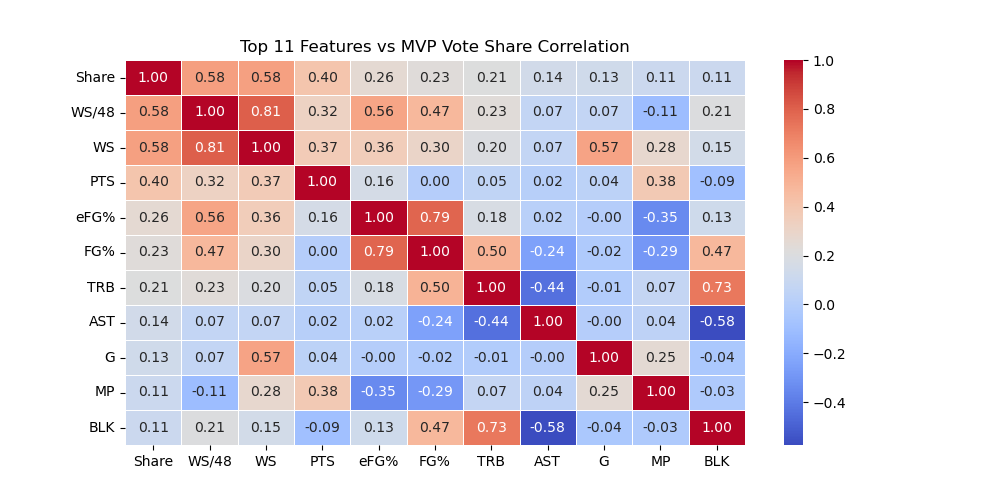 Top 11 Features vs MVP Vote Share Correlation
Share 1.00 0.58 0.58 0.40 0.26 0.23 0.21 0.14 0.13 0.11 0.11
WS/48 0.58 1.00 0.81 0.32 0.56 0.47 0.23 0.07 0.07 -0.11 0.21
WS 0.58 0.81 1.00 0.37 0.36 0.30 0.20 0.07 0.57 0.28 0.15
PTS 0.40 0.32 0.37 1.00 0.16 0.00 0.05 0.02 0.04 0.38 -0.09
eFG% 0.26 0.56 0.36 0.16 1.00 0.79 0.18 0.02 -0.00 -0.35 0.13
FG% 0.23 0.47 0.30 0.00 0.79 1.00 0.50 -0.24 -0.02 -0.29 0.47
TRB 0.21 0.23 0.20 0.05 0.18 0.50 1.00 -0.44 -0.01 0.07 0.73
AST 0.14 0.07 0.07 0.02 0.02 -0.24 -0.44 1.00 -0.00 0.04 -0.58
G 0.13 0.07 0.57 0.04 -0.00 -0.02 -0.01 -0.00 1.00 0.25 -0.04
MP 0.11 -0.11 0.28 0.38 -0.35 -0.29 0.07 0.04 0.25 1.00 -0.03
BLK 0.11 0.21 0.15 -0.09 0.13 0.47 0.73 -0.58 -0.04 -0.03 1.00
Share WS/48 WS PTS eFG% FG% TRB AST G MP BLK
1.0
0.8
0.6
0.4
0.2
0.0
−0.2
−0.4